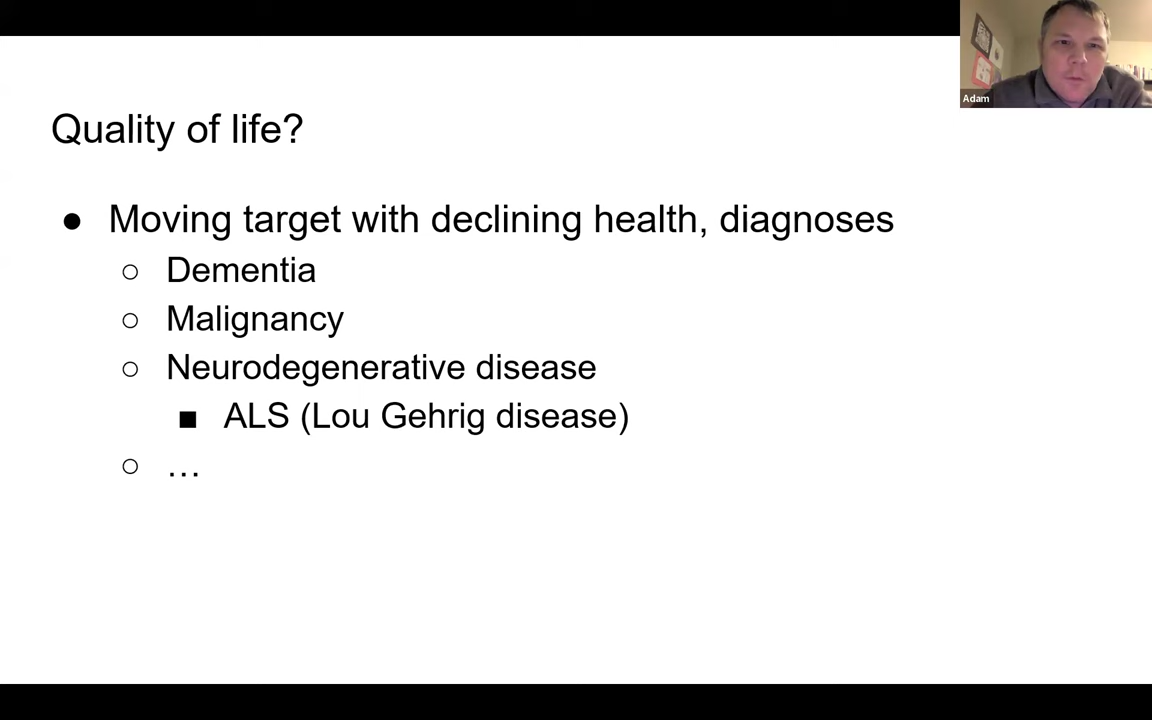 Adam
Quality of life?
● Moving target with declining health, diagnoses
○ Dementia
○ Malignancy
○ Neurodegenerative disease
■ ALS (Lou Gehrig disease)
○ …